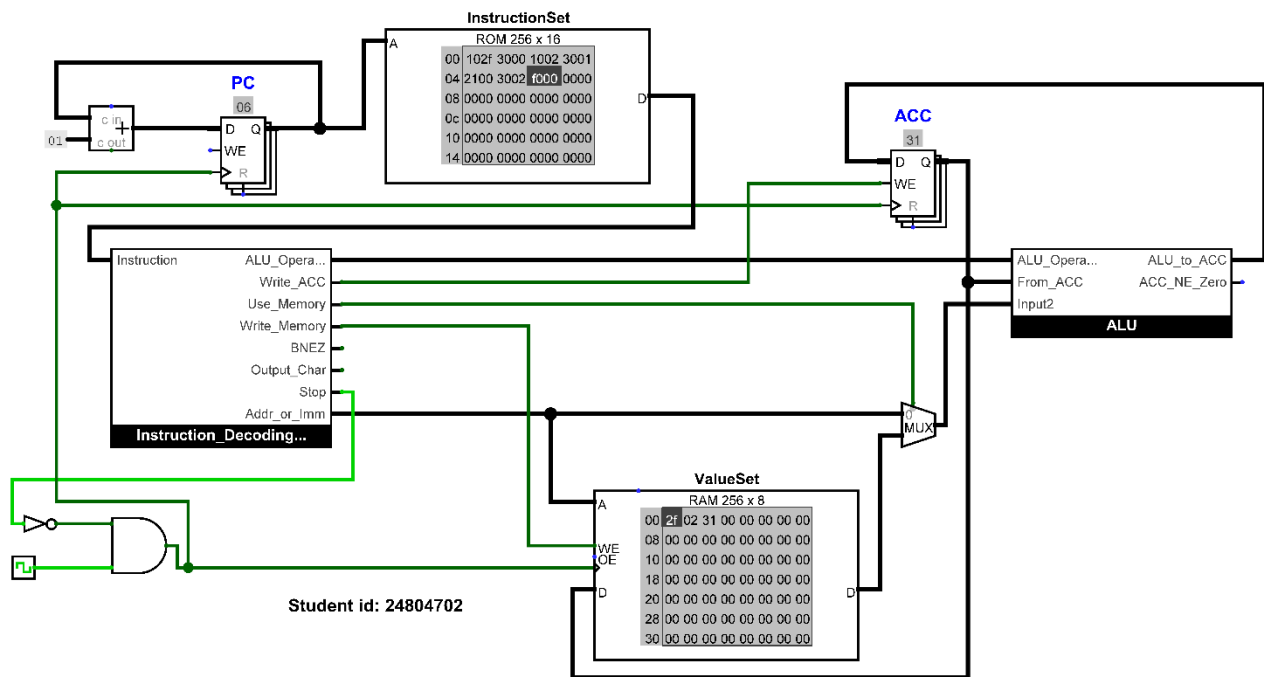 InstructionSet
ROM 256 x 16
A
00 102f 3000 1002 3001
04 2100 3002 f000 0000
08 0000 0000 0000 0000
0c 0000 0000 0000 0000
10 0000 0000 0000 0000
14 0000 0000 0000 0000
D
PC
06
c in
+
c out
01
D Q
WE
R
ACC
31
D Q
WE
R
Instruction
ALU_Opera...
Write_ACC
Use_Memory
Write_Memory
BNEZ
Output_Char
Stop
Addr_or_Imm
Instruction_Decoding...
ALU_Opera... ALU_to_ACC
From_ACC ACC_NE_Zero
Input2
ALU
0
MUX
ValueSet
RAM 256 x 8
A
00 2f 02 31 00 00 00 00 00
08 00 00 00 00 00 00 00 00
10 00 00 00 00 00 00 00 00
18 00 00 00 00 00 00 00 00
20 00 00 00 00 00 00 00 00
28 00 00 00 00 00 00 00 00
30 00 00 00 00 00 00 00 00
WE
OE
D D
Student id: 24804702